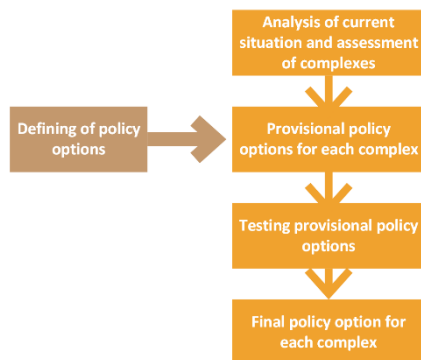 Analysis of current
situation and assessment
of complexes
Defining of policy
options
Provisional policy
options for each complex
Testing provisional policy
options
Final policy option for
each complex